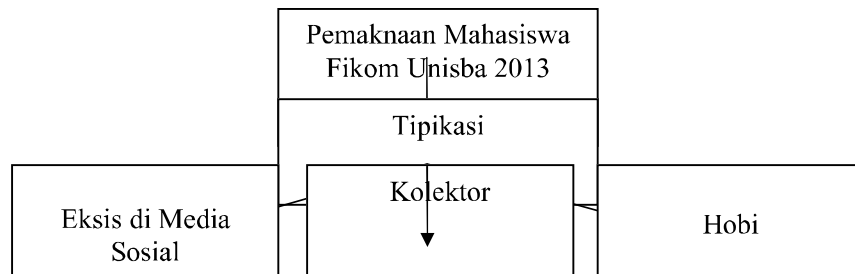 Pemaknaan Mahasiswa
Fikom Unisba 2013
Tipikasi
Kolektor
Eksis di Media
Sosial
Hobi